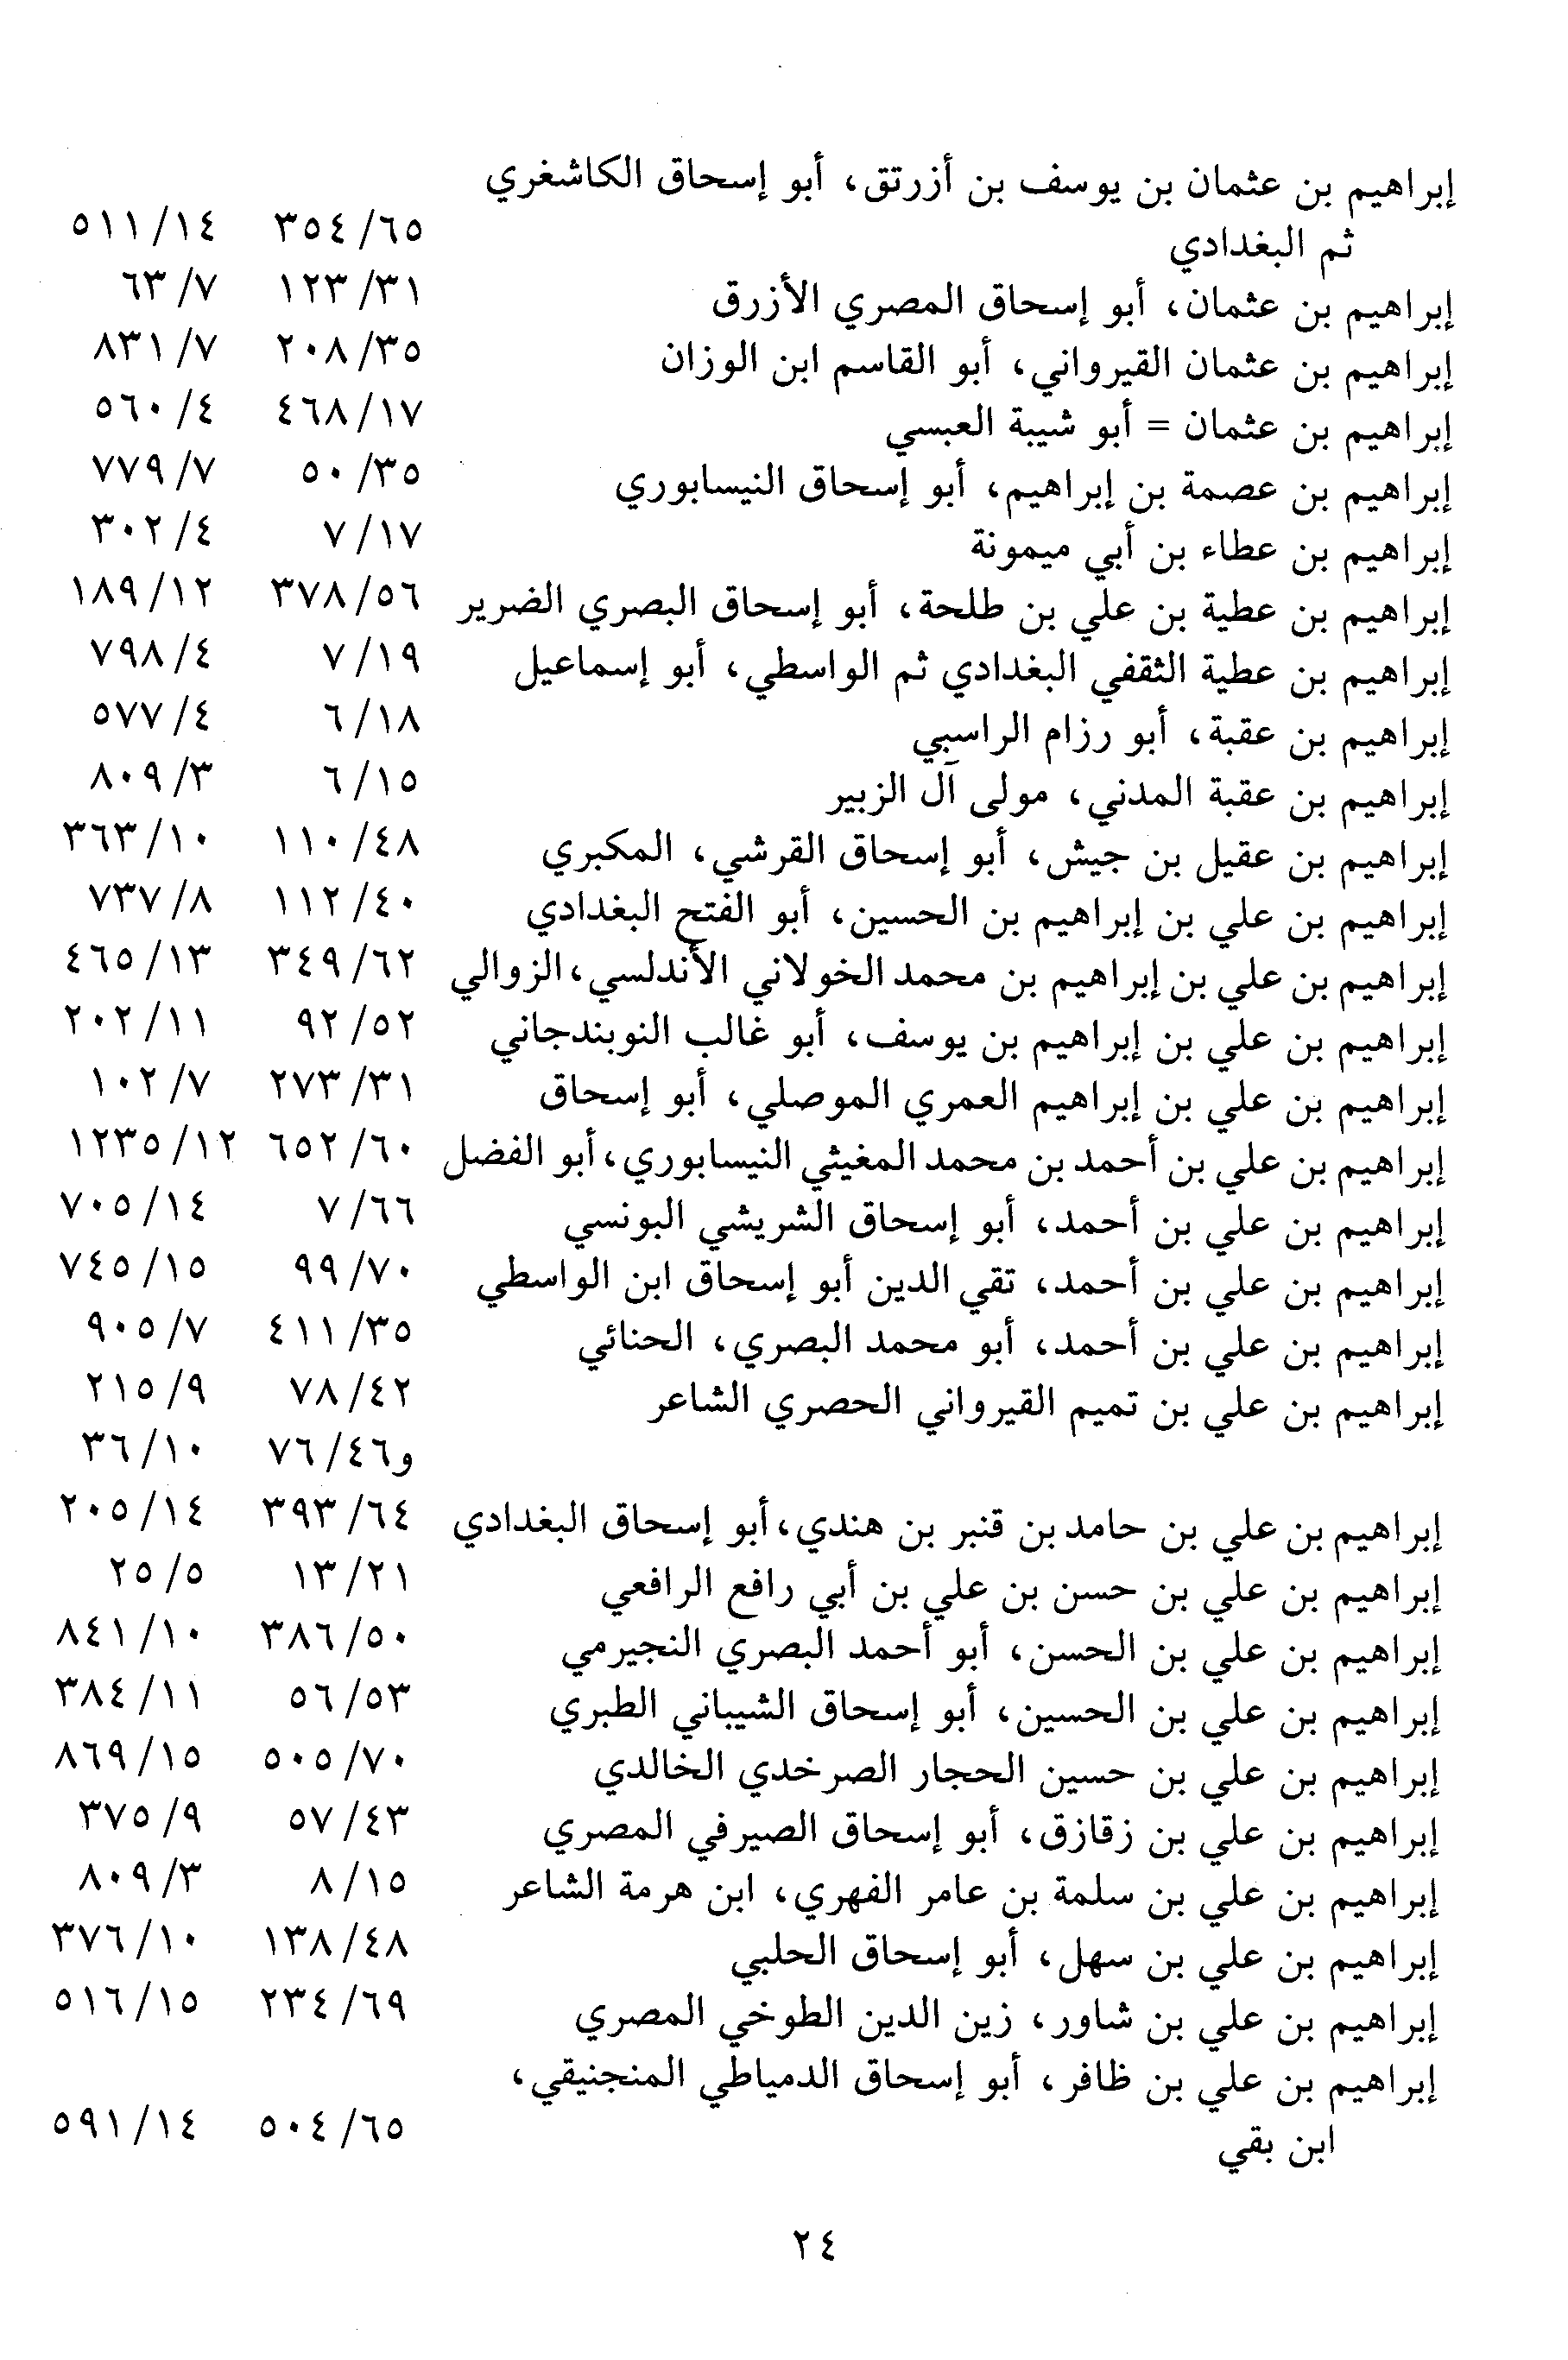 إبراهيم بن عثمان بن يوسف بن أزرتق، أبو إسحاق الكاشغري
ثم البغدادي ٦٥/٣٥٤ ١٤/٥١١
إبراهيم بن عثمان، أبو إسحاق المصري الأزرق ٣١/١٢٣ ٧/٦٣
إبراهيم بن عثمان القيرواني، أبو القاسم ابن الوزان ٣٥/٢٠٨ ٧/٨٣١
إبراهيم بن عثمان = أبو شيبة العبسي ١٧/٤٦٨ ٤/٥٦٠
إبراهيم بن عصمة بن إبراهيم، أبو إسحاق النيسابوري ٣٥/٥٠ ٧/٧٧٩
إبراهيم بن عطاء بن أبي ميمونة ١٧/٧ ٤/٣٠٢
إبراهيم بن عطية بن علي بن طلحة، أبو إسحاق البصري الضرير ٥٦/٣٧٨ ١٢/١٨٩
إبراهيم بن عطية الثقفي البغدادي ثم الواسطي، أبو إسماعيل ١٩/٧ ٤/٧٩٨
إبراهيم بن عقبة، أبو رزام الراسبي ١٨/٦ ٤/٥٧٧
إبراهيم بن عقبة المدني، مولى آل الزبير ١٥/٦ ٣/٨٠٩
إبراهيم بن عقيل بن جيش، أبو إسحاق القرشي، المكبري ٤٨/١١٠ ١٠/٣٦٣
إبراهيم بن علي بن إبراهيم بن الحسين، أبو الفتح البغدادي ٤٠/١١٢ ٨/٧٣٧
إبراهيم بن علي بن إبراهيم بن محمد الخولاني الأندلسي، الزوالي ٦٢/٣٤٩ ١٣/٤٦٥
إبراهيم بن علي بن إبراهيم بن يوسف، أبو غالب النوبندجاني ٥٢/٩٢ ١١/٢٠٢
إبراهيم بن علي بن إبراهيم العمري الموصلي، أبو إسحاق ٣١/٢٧٣ ٧/١٠٢
إبراهيم بن علي بن أحمد بن محمد المغيثي النيسابوري، أبو الفضل ٦٠/٦٥٢ ١٢/١٢٣٥
إبراهيم بن علي بن أحمد، أبو إسحاق الشريشي البونسي ٦٦/٧ ١٤/٧٠٥
إبراهيم بن علي بن أحمد، تقي الدين أبو إسحاق ابن الواسطي ٧٠/٩٩ ١٥/٧٤٥
إبراهيم بن علي بن أحمد، أبو محمد البصري، الحنائي ٣٥/٤١١ ٧/٩٠٥
إبراهيم بن علي بن تميم القيرواني الحصري الشاعر ٤٢/٧٨ ٩/٢١٥
و٤٦/٧٦ ١٠/٣٦
إبراهيم بن علي بن حامد بن قنبر بن هندي، أبو إسحاق البغدادي ٦٤/٣٩٣ ١٤/٢٠٥
إبراهيم بن علي بن حسن بن علي بن أبي رافع الرافعي ٢١/١٣ ٥/٢٥
إبراهيم بن علي بن الحسن، أبو أحمد البصري النجيرمي ٥٠/٣٨٦ ١٠/٨٤١
إبراهيم بن علي بن الحسين، أبو إسحاق الشيباني الطبري ٥٣/٥٦ ١١/٣٨٤
إبراهيم بن علي بن حسين الحجار الصرخدي الخالدي ٧٠/٥٠٥ ١٥/٨٦٩
إبراهيم بن علي بن زقازق، أبو إسحاق الصيرفي المصري ٤٣/٥٧ ٩/٣٧٥
إبراهيم بن علي بن سلمة بن عامر الفهري، ابن هرمة الشاعر ١٥/٨ ٣/٨٠٩
إبراهيم بن علي بن سهل، أبو إسحاق الحلبي ٤٨/١٣٨ ١٠/٣٧٦
إبراهيم بن علي بن شاور، زين الدين الطوخي المصري ٦٩/٢٣٤ ١٥/٥١٦
إبراهيم بن علي بن ظافر، أبو إسحاق الدمياطي المنجنيقي،
ابن بقي ٦٥/٥٠٤ ١٤/٥٩١
٢٤